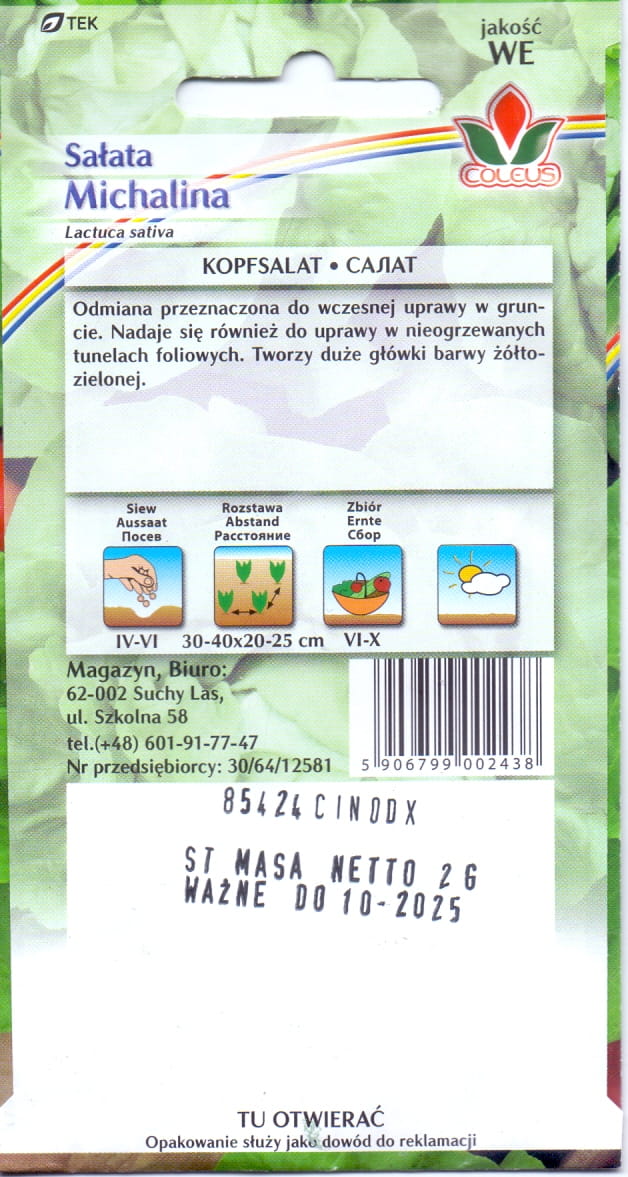 TEK
jakość
WE
COLEUS
Sałata
Michalina
Lactuca sativa
KOPFSALAT • САЛАТ
Odmiana przeznaczona do wczesnej uprawy w grun-
cie. Nadaje się również do uprawy w nieogrzewanych
tunelach foliowych. Tworzy duże główki barwy żółto-
zielonej.
Siew
Aussaat
Посев
Rozstawa
Abstand
Расстояние
Zbiór
Ernte
Сбор
IV-VI 30-40x20-25 cm VI-X
Magazyn, Biuro:
62-002 Suchy Las,
ul. Szkolna 58
tel.(+48) 601-91-77-47
Nr przedsiębiorcy: 30/64/12581
5 906799 002438
85424CINODX
ST MASA NETTO 2 G
WAŻNE DO 10-2025
TU OTWIERAĆ
Opakowanie służy jako dowód do reklamacji